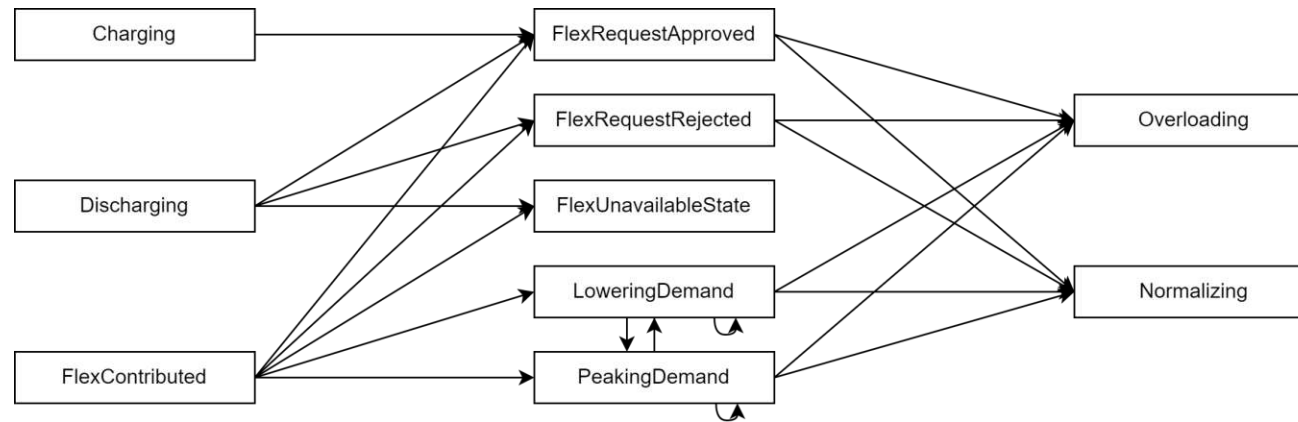 Charging
FlexRequestApproved
FlexRequestRejected
Overloading
Discharging
FlexUnavailableState
LoweringDemand
Normalizing
FlexContributed
PeakingDemand